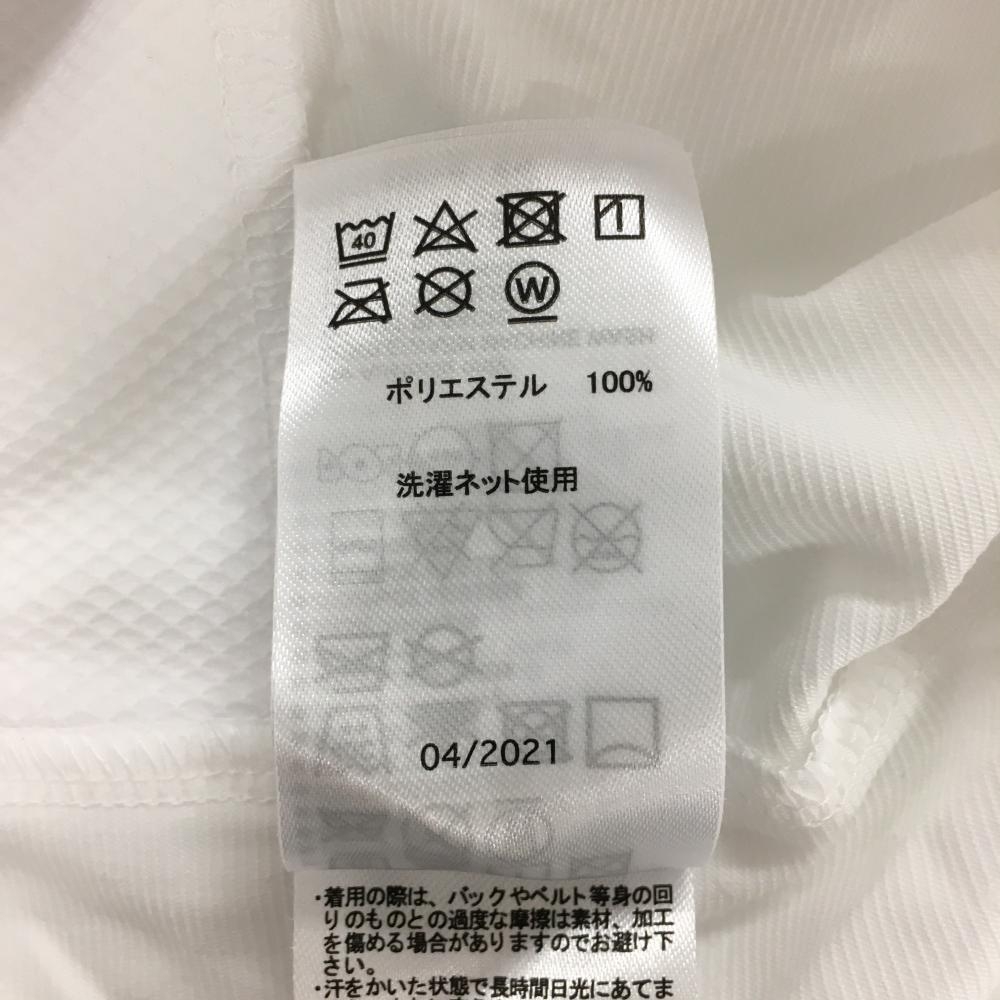 40
W
ポリエステル 100%
洗濯ネット使用
04/2021
・着用の際は、バックやベルト等身の回
りのものとの過度な摩擦は素材、加工
を傷める場合がありますのでお避け下
さい。
・汗をかいた状態で長時間日光にあてま